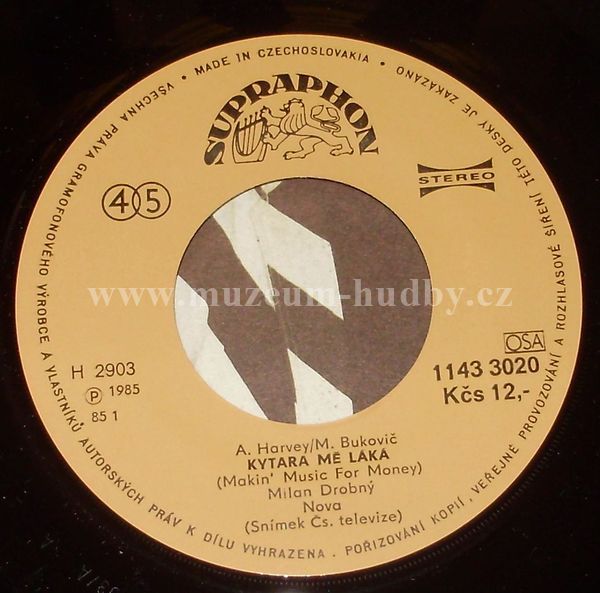 VŠECHNA PRÁVA GRAMOFONOVÉHO VÝROBCE A VLASTNÍKŮ AUTORSKÝCH PRÁV K DÍLU VYHRAZENA. POŘIZOVÁNÍ KOPIÍ, VEŘEJNÉ PROVOZOVÁNÍ A ROZHLASOVÉ ŠÍŘENÍ TÉTO DESKY JE ZAKÁZÁNO
• MADE IN CZECHOSLOVAKIA •
SUPRAPHON
45
STEREO
www.muzeum-hudby.cz
OSA
H 2903
1143 3020
Ⓟ 1985
Kčs 12,-
85 1
A. Harvey/M. Bukovič
KYTARA MĚ LÁKÁ
(Makin' Music For Money)
Milan Drobný
Nova
(Snímek Čs. televize)